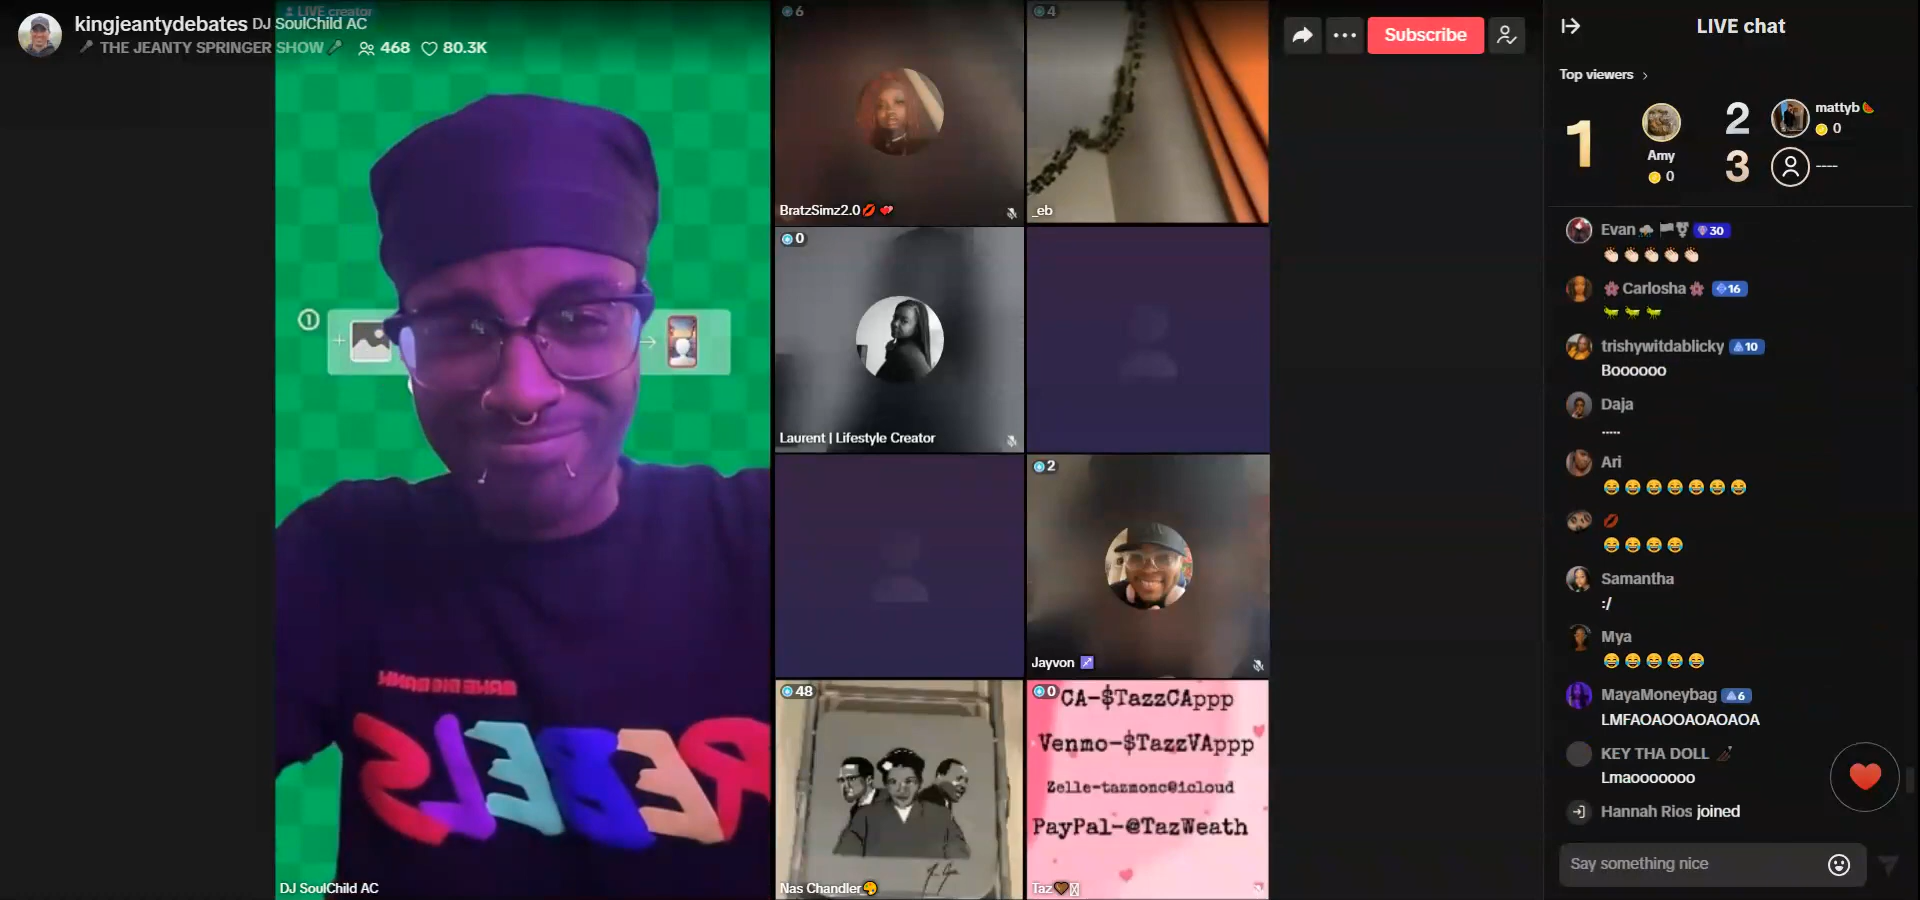 kingjeantydebates
DJ SoulChild AC
LIVE creator
THE JEANTY SPRINGER SHOW
468
80.3K
Subscribe
6
4
BratzSimz2.0
_eb
0
Laurent | Lifestyle Creator
2
Jayvon
48
Nas Chandler
0
CA-$TazzCAppp
Venmo-$TazzVAppp
Zelle-tazmonc@icloud
PayPal-@TazWeath
Taz
1
REBELS
DJ SoulChild AC
LIVE chat
Top viewers
1
Amy
0
2
mattyb
0
3
----
Evan 30
👏🏻👏🏻👏🏻👏🏻👏🏻
🌸Carlosha🌸 16
🦗🦗🦗
trishywitdablicky 10
Boooooo
Daja
.....
Ari
😂😂😂😂😂😂😂
💋
😂😂😂😂
Samantha
:/
Mya
😂😂😂😂😂
MayaMoneybag 6
LMFAOAOOAOAOAOA
KEY THA DOLL
Lmaooooooo
Hannah Rios joined
Say something nice